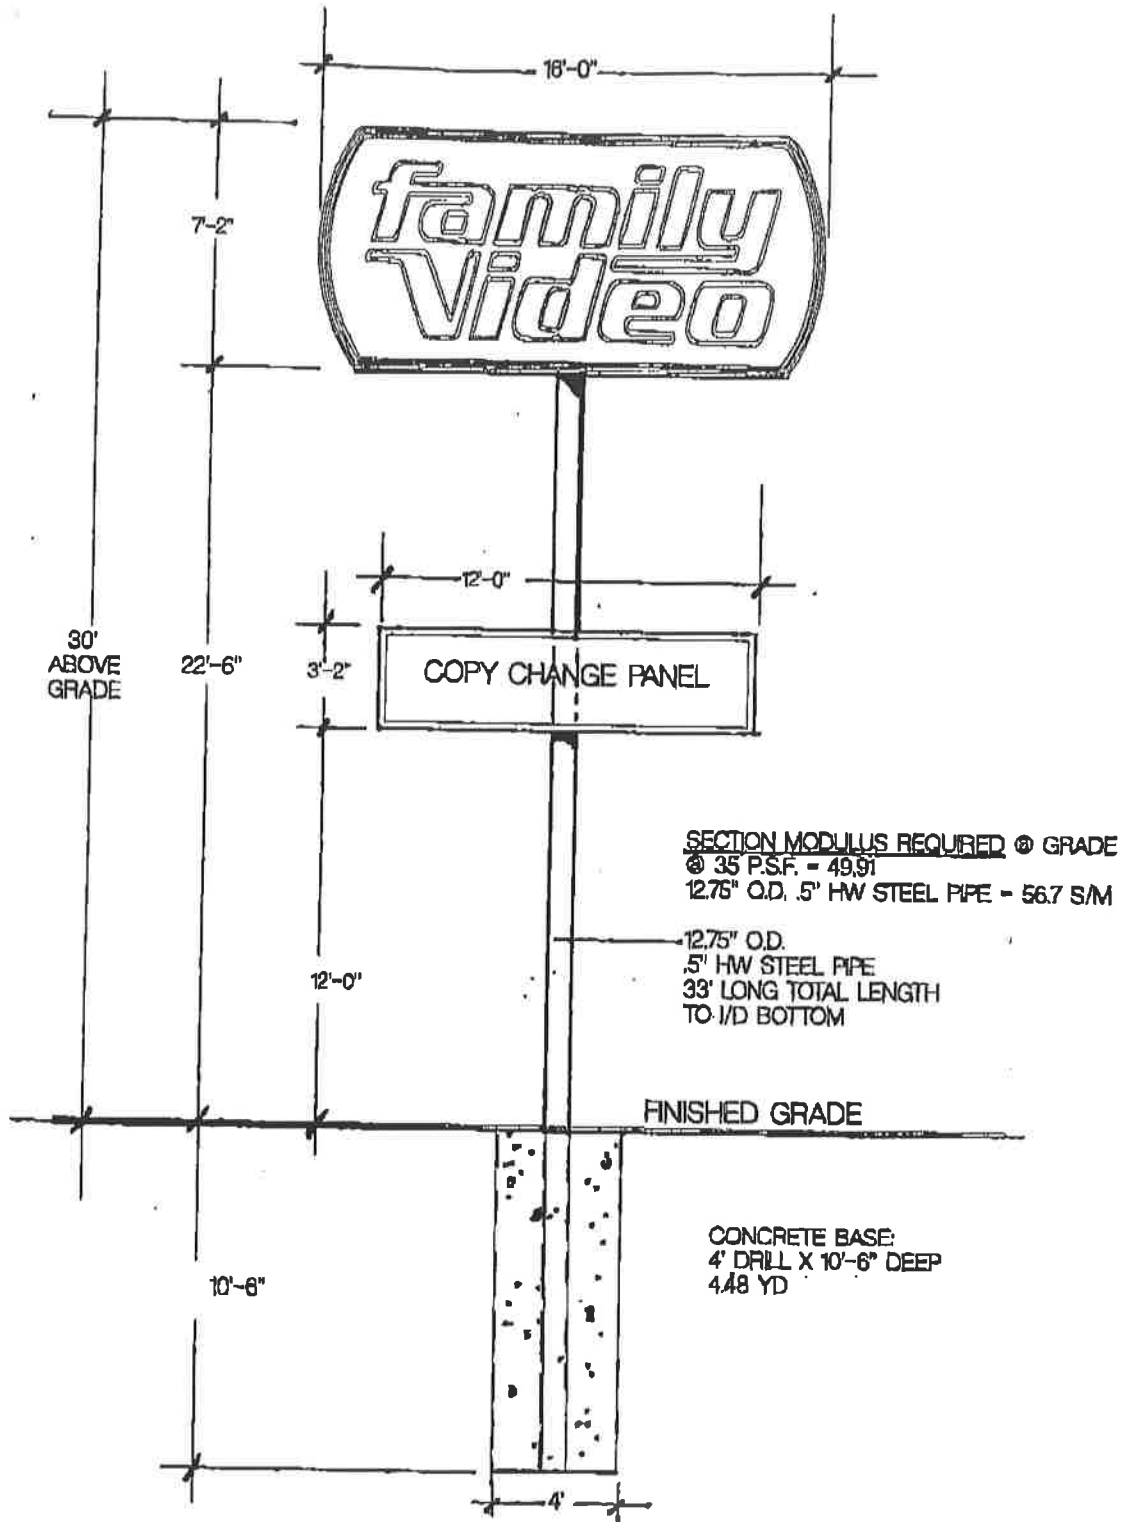 16'-0"
7'-2"
family
Video
12'-0"
30'
ABOVE
GRADE
22'-6"
3'-2"
COPY CHANGE PANEL
SECTION MODULUS REQUIRED @ GRADE
@ 35 P.S.F. = 49.91
12.75" O.D. .5" HW STEEL PIPE = 56.7 S/M
12.75" O.D.
.5" HW STEEL PIPE
33' LONG TOTAL LENGTH
TO I/D BOTTOM
12'-0"
FINISHED GRADE
CONCRETE BASE:
4' DRILL X 10'-6" DEEP
4.48 YD
10'-6"
4'